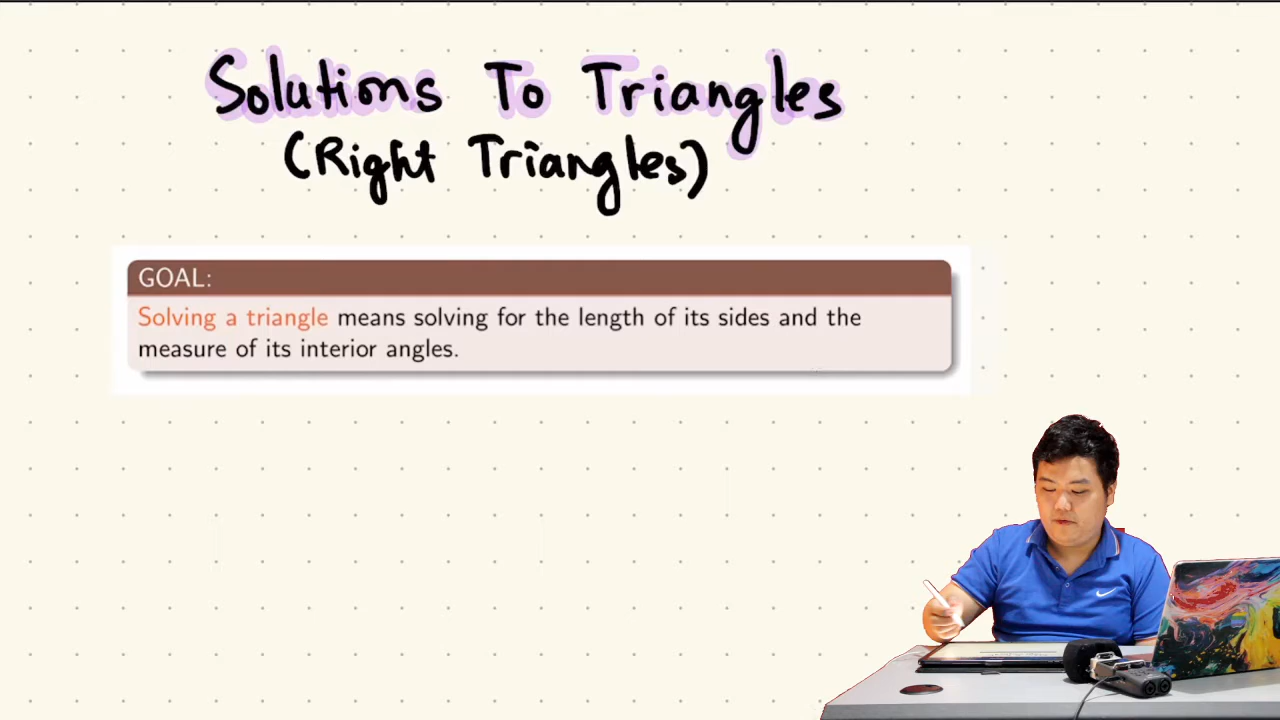 Solutions To Triangles
(Right Triangles)
GOAL:
Solving a triangle means solving for the length of its sides and the
measure of its interior angles.